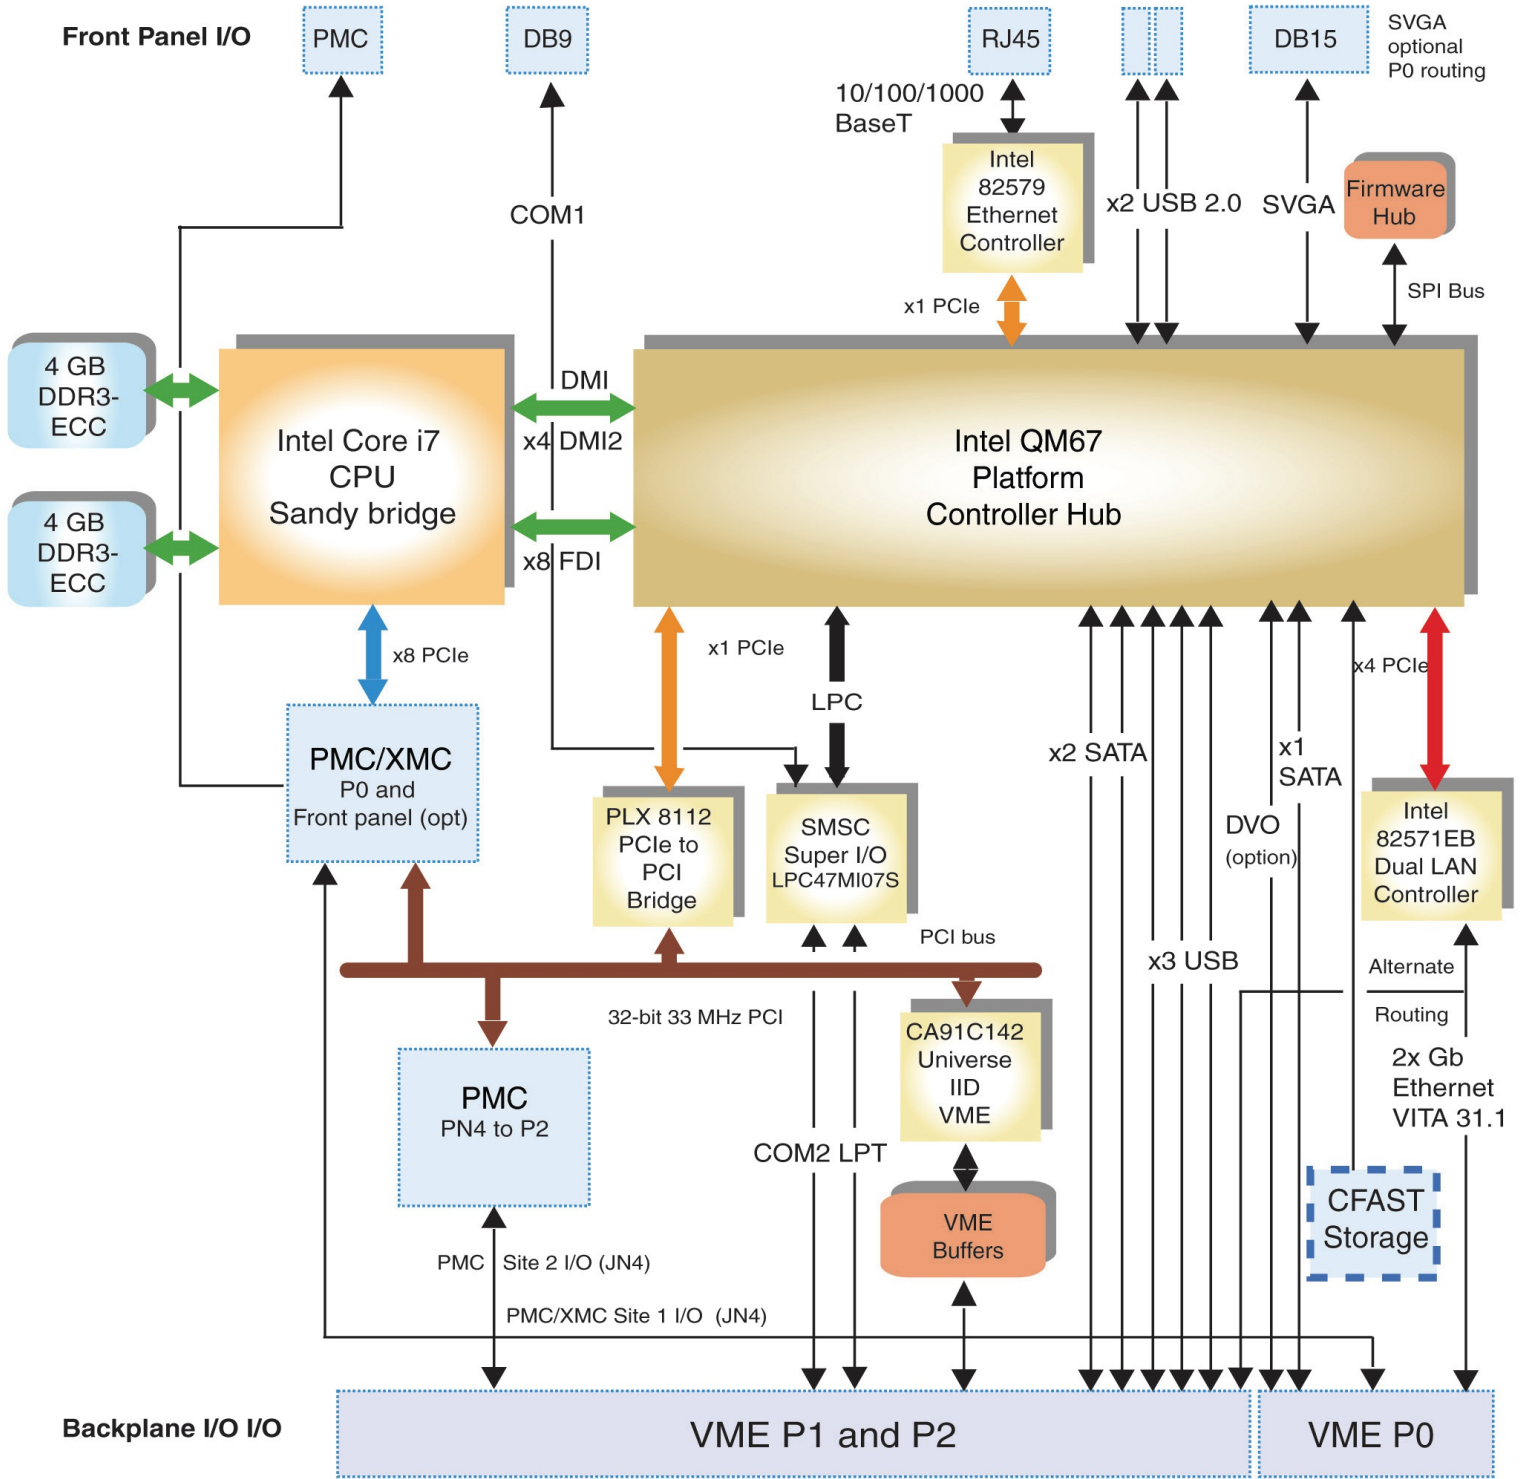 Front Panel I/O
PMC
DB9
RJ45
DB15
SVGA
optional
P0 routing
10/100/1000
BaseT
Intel
82579
Ethernet
Controller
COM1
x2 USB 2.0
SVGA
Firmware
Hub
x1 PCIe
SPI Bus
4 GB
DDR3-
ECC
4 GB
DDR3-
ECC
Intel Core i7
CPU
Sandy bridge
DMI
x4 DMI2
x8 FDI
Intel QM67
Platform
Controller Hub
x8 PCIe
x1 PCIe
LPC
x4 PCIe
PMC/XMC
P0 and
Front panel (opt)
x2 SATA
x1
SATA
PLX 8112
PCIe to
PCI
Bridge
SMSC
Super I/O
LPC47MI07S
DVO
(option)
Intel
82571EB
Dual LAN
Controller
PCI bus
x3 USB
Alternate
Routing
32-bit 33 MHz PCI
CA91C142
Universe
IID
VME
2x Gb
Ethernet
VITA 31.1
PMC
PN4 to P2
COM2 LPT
VME
Buffers
CFAST
Storage
PMC Site 2 I/O (JN4)
PMC/XMC Site 1 I/O (JN4)
Backplane I/O I/O
VME P1 and P2
VME P0